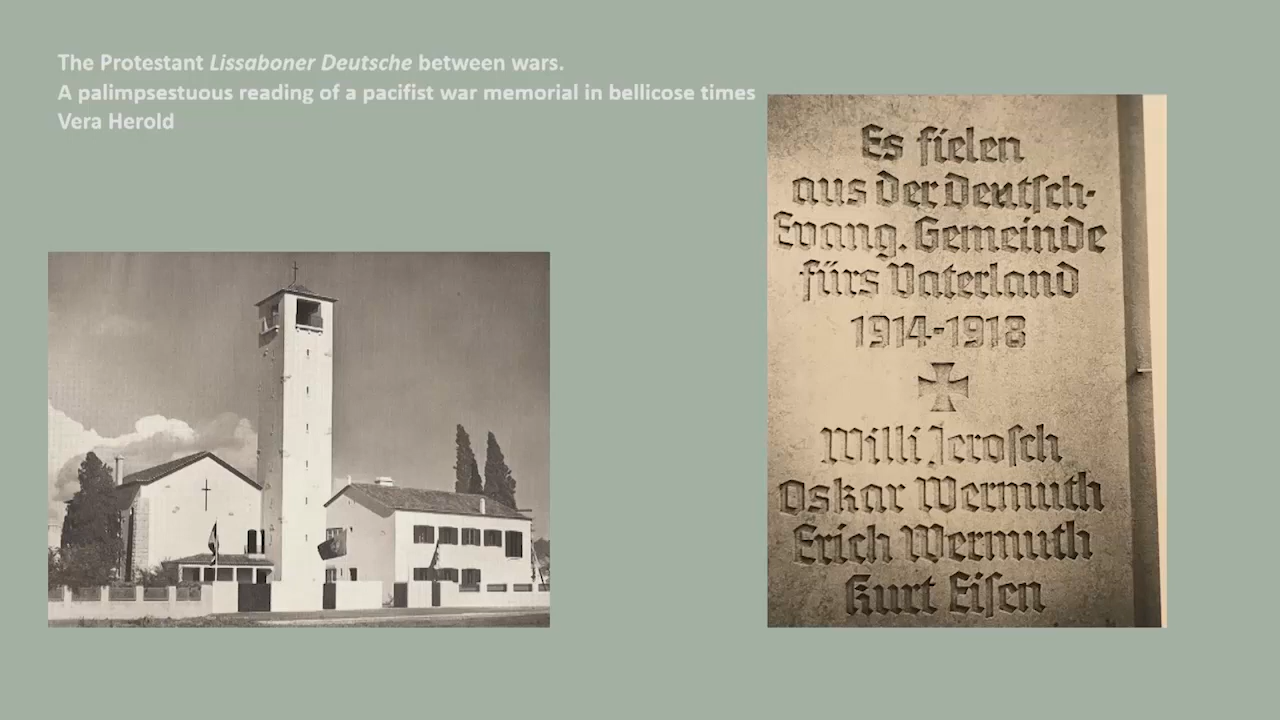 The Protestant Lissaboner Deutsche between wars.
A palimpsestuous reading of a pacifist war memorial in bellicose times
Vera Herold
Es fielen
aus der Deutſch-
Evang. Gemeinde
fürs Vaterland
1914-1918
Willi Jeroſch
Oskar Wermuth
Erich Wermuth
Kurt Eiſen